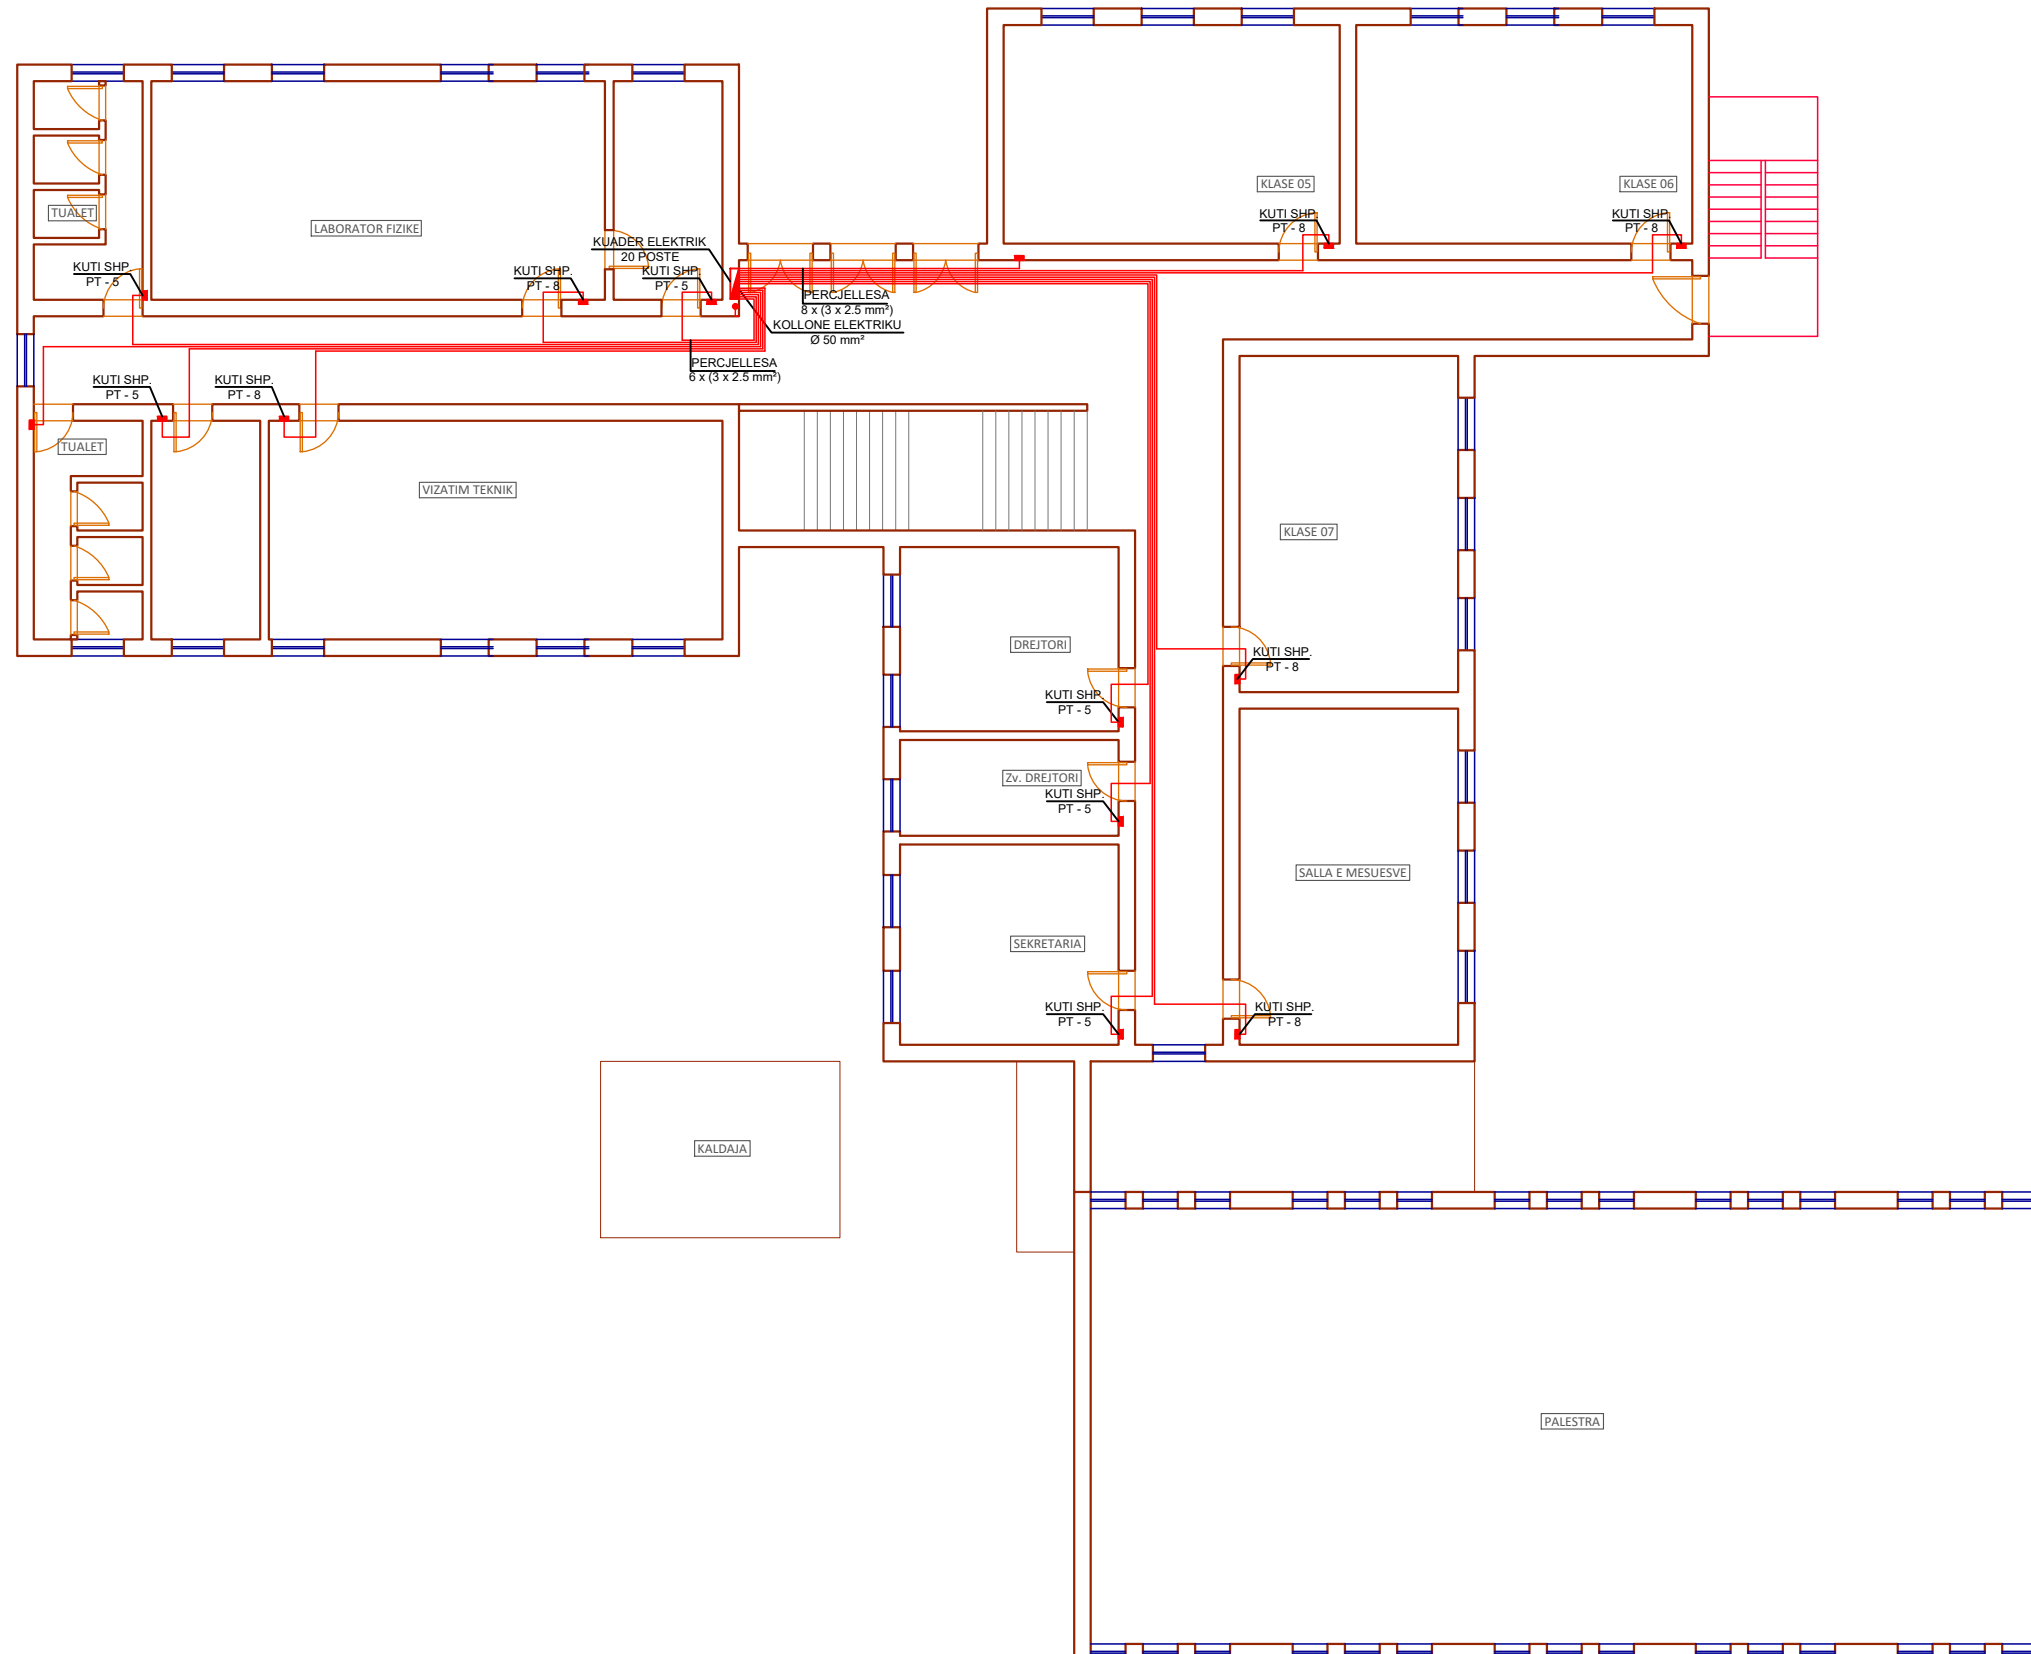 KLASE 05
KLASE 06
TUALET
LABORATOR FIZIKE
KUTI SHP.
PT - 8
KUTI SHP.
PT - 8
KUADER ELEKTRIK
20 POSTE
KUTI SHP.
PT - 5
KUTI SHP.
PT - 8
KUTI SHP.
PT - 5
PERCJELLESA
8 x (3 x 2.5 mm²)
KOLLONE ELEKTRIKU
Ø 50 mm²
PERCJELLESA
6 x (3 x 2.5 mm²)
KUTI SHP.
PT - 5
KUTI SHP.
PT - 8
TUALET
VIZATIM TEKNIK
KLASE 07
DREJTORI
KUTI SHP.
PT - 8
KUTI SHP.
PT - 5
Zv. DREJTORI
KUTI SHP.
PT - 5
SALLA E MESUESVE
SEKRETARIA
KUTI SHP.
PT - 5
KUTI SHP.
PT - 8
KALDAJA
PALESTRA